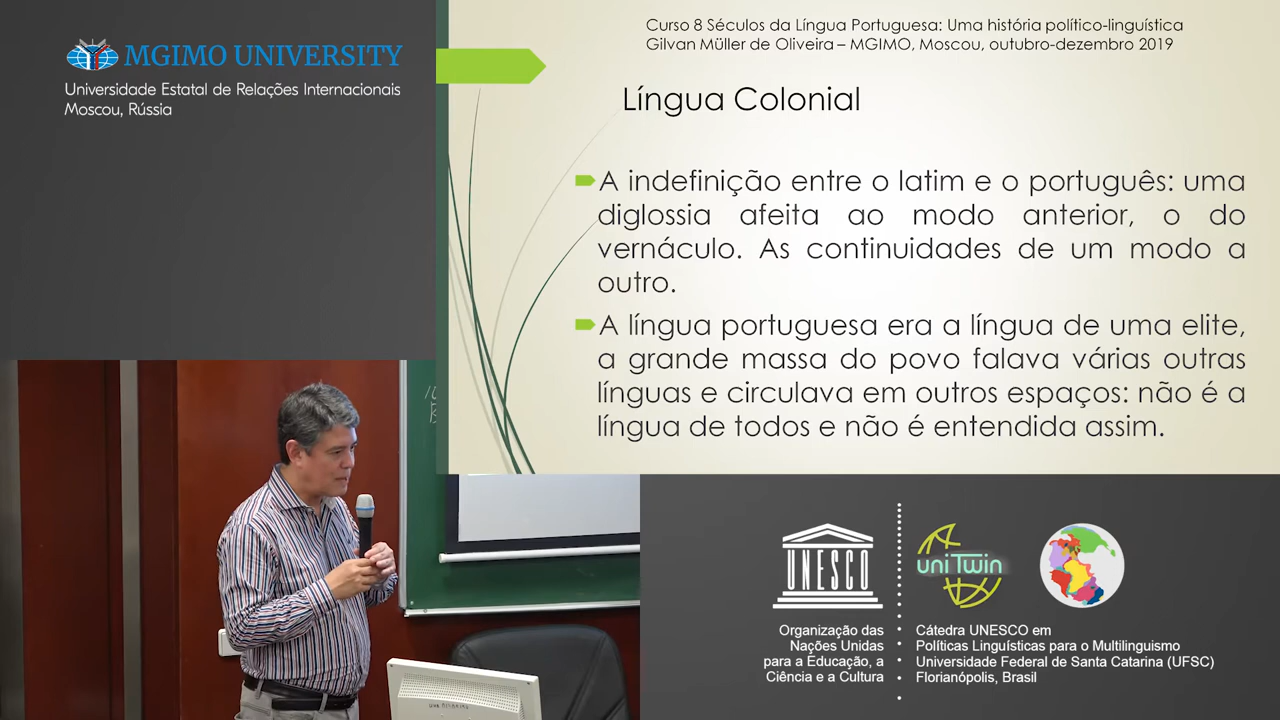 MGIMO UNIVERSITY
Universidade Estatal de Relações Internacionais
Moscou, Rússia
Curso 8 Séculos da Língua Portuguesa: Uma história político-linguística
Gilvan Müller de Oliveira – MGIMO, Moscou, outubro-dezembro 2019
Língua Colonial
A indefinição entre o latim e o português: uma
diglossia afeita ao modo anterior, o do
vernáculo. As continuidades de um modo a
outro.
A língua portuguesa era a língua de uma elite,
a grande massa do povo falava várias outras
línguas e circulava em outros espaços: não é a
língua de todos e não é entendida assim.
UNESCO
Organização das
Nações Unidas
para a Educação, a
Ciência e a Cultura
uniTwin
Cátedra UNESCO em
Políticas Linguísticas para o Multilinguismo
Universidade Federal de Santa Catarina (UFSC)
Florianópolis, Brasil